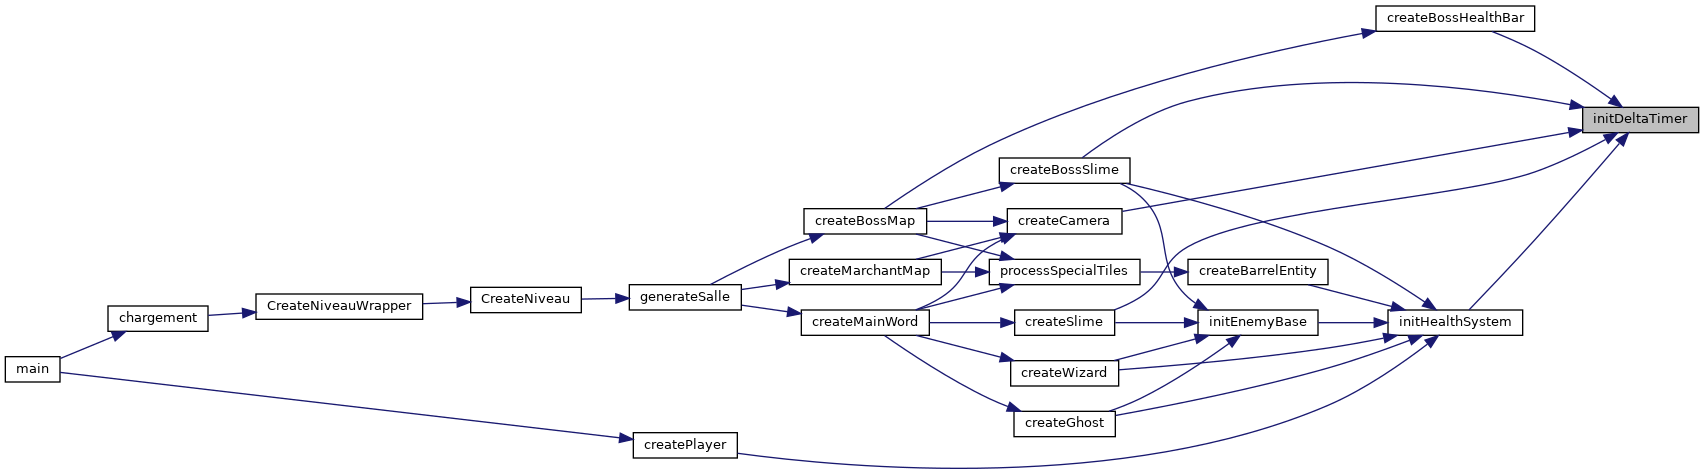 createBossHealthBar
initDeltaTimer
createBossSlime
createBossMap
createCamera
createMarchantMap
processSpecialTiles
createBarrelEntity
generateSalle
CreateNiveau
CreateNiveauWrapper
chargement
createMainWord
createSlime
initEnemyBase
initHealthSystem
main
createWizard
createGhost
createPlayer